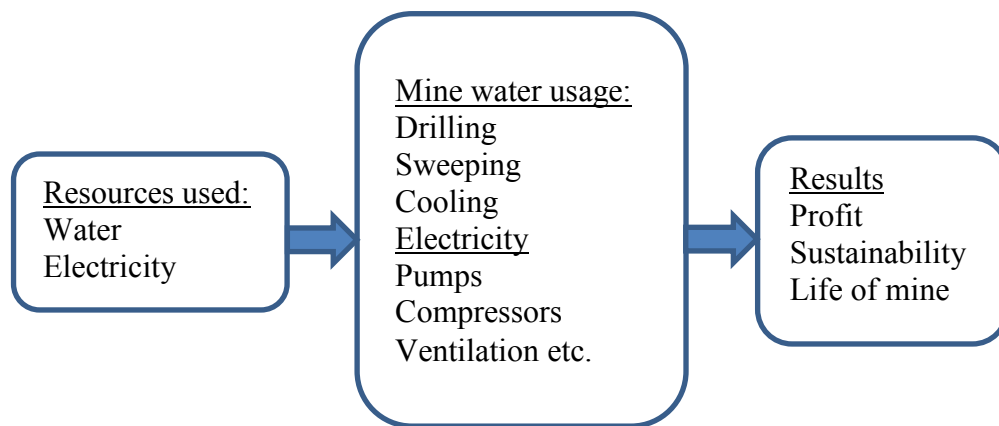 Resources used:
Water
Electricity
Mine water usage:
Drilling
Sweeping
Cooling
Electricity
Pumps
Compressors
Ventilation etc.
Results
Profit
Sustainability
Life of mine